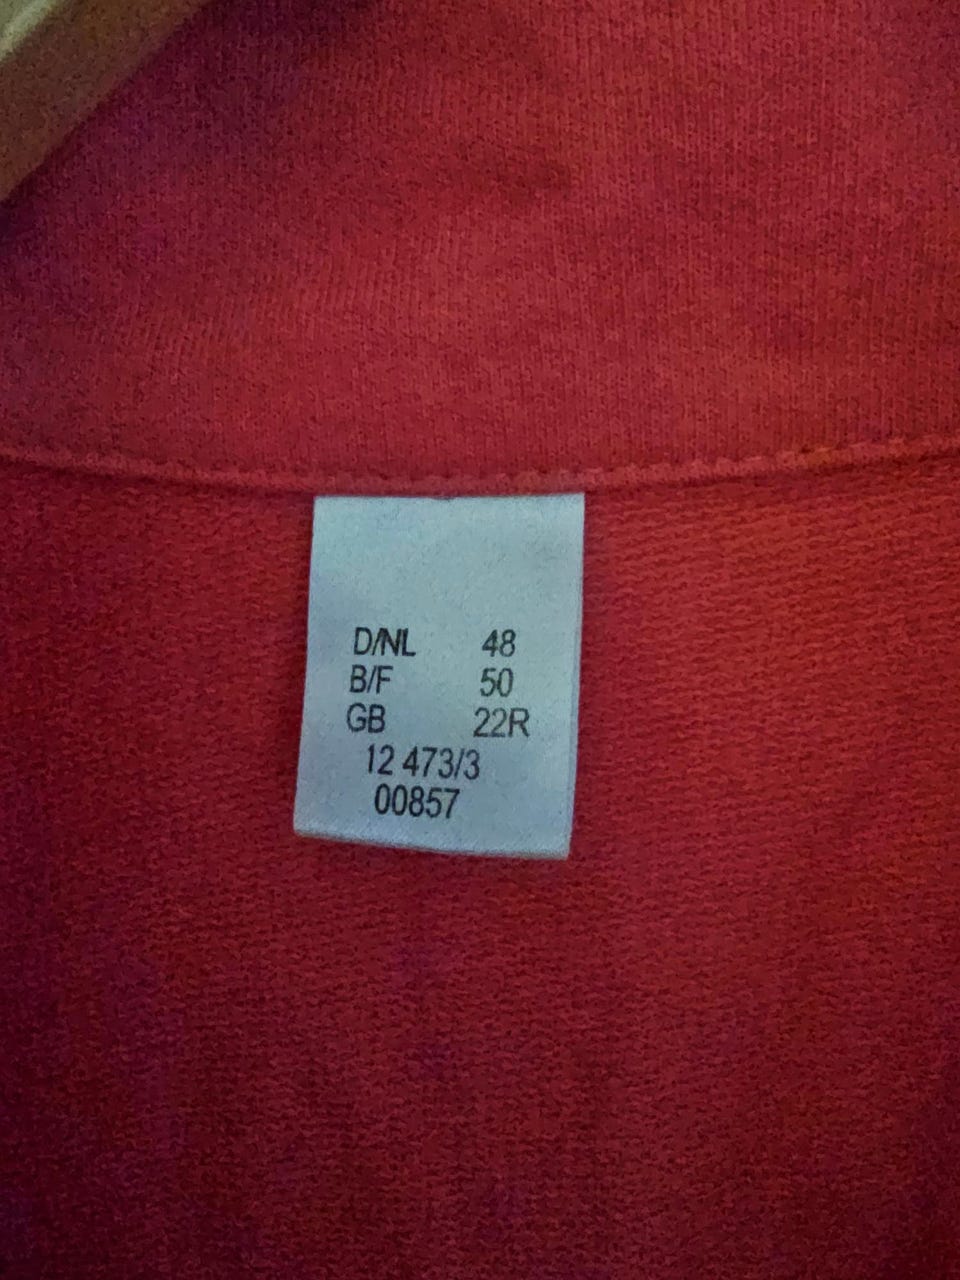 D/NL 48
B/F 50
GB 22R
12 473/3
00857